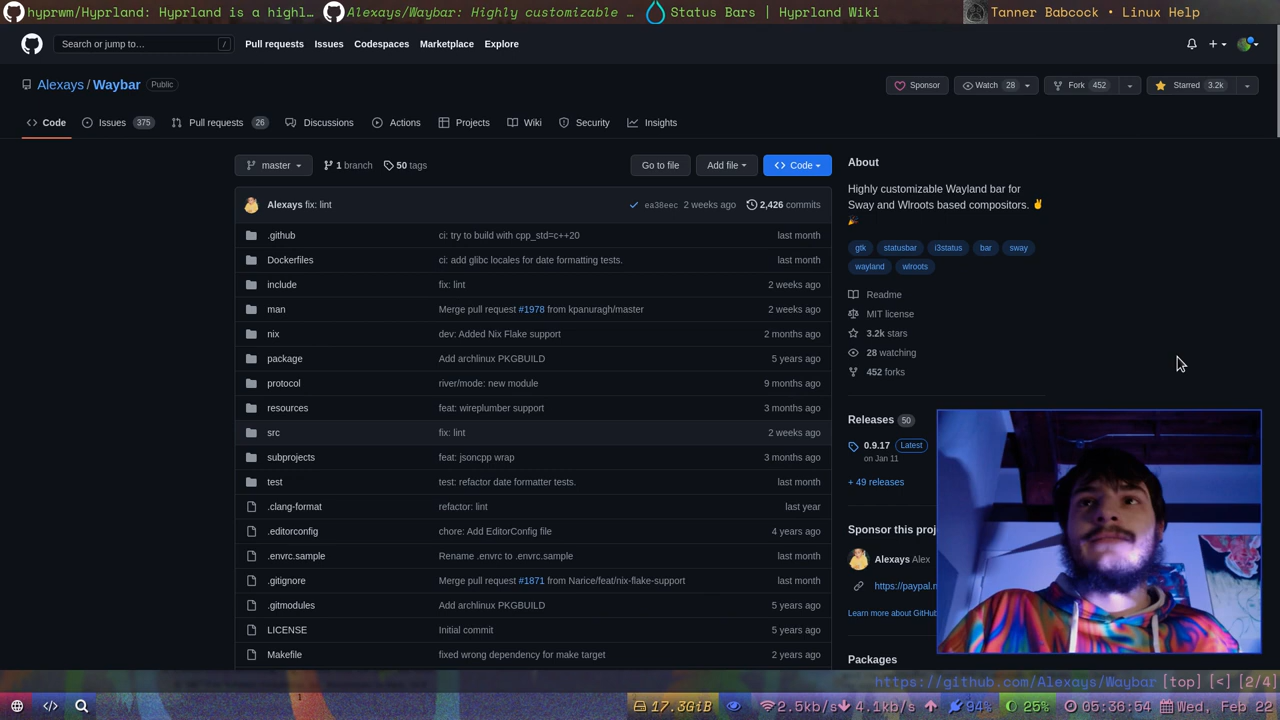 hyprwm/Hyprland: Hyprland is a highl… Alexays/Waybar: Highly customizable … Status Bars | Hyprland Wiki Tanner Babcock • Linux Help
Search or jump to… / Pull requests Issues Codespaces Marketplace Explore
Alexays / Waybar Public Sponsor Watch 28 Fork 452 Starred 3.2k
Code Issues 375 Pull requests 26 Discussions Actions Projects Wiki Security Insights
master 1 branch 50 tags Go to file Add file Code
Alexays fix: lint ea38eec 2 weeks ago 2,426 commits
.github ci: try to build with cpp_std=c++20 last month
Dockerfiles ci: add glibc locales for date formatting tests. last month
include fix: lint 2 weeks ago
man Merge pull request #1978 from kpanuragh/master 2 weeks ago
nix dev: Added Nix Flake support 2 months ago
package Add archlinux PKGBUILD 5 years ago
protocol river/mode: new module 9 months ago
resources feat: wireplumber support 3 months ago
src fix: lint 2 weeks ago
subprojects feat: jsoncpp wrap 3 months ago
test test: refactor date formatter tests. last month
.clang-format refactor: lint last year
.editorconfig chore: Add EditorConfig file 4 years ago
.envrc.sample Rename .envrc to .envrc.sample last month
.gitignore Merge pull request #1871 from Narice/feat/nix-flake-support last month
.gitmodules Add archlinux PKGBUILD 5 years ago
LICENSE Initial commit 5 years ago
Makefile fixed wrong dependency for make target 2 years ago
About
Highly customizable Wayland bar for
Sway and Wlroots based compositors. ✌
🎉
gtk statusbar i3status bar sway
wayland wlroots
Readme
MIT license
3.2k stars
28 watching
452 forks
Releases 50
0.9.17 Latest
on Jan 11
+ 49 releases
Sponsor this proj
Alexays Alex
https://paypal.
Learn more about GitHub
Packages
https://github.com/Alexays/Waybar [top] [<] [2/4]
17.3GiB 2.5kb/s 4.1kb/s 94% 25% 05:36:54 Wed, Feb 22